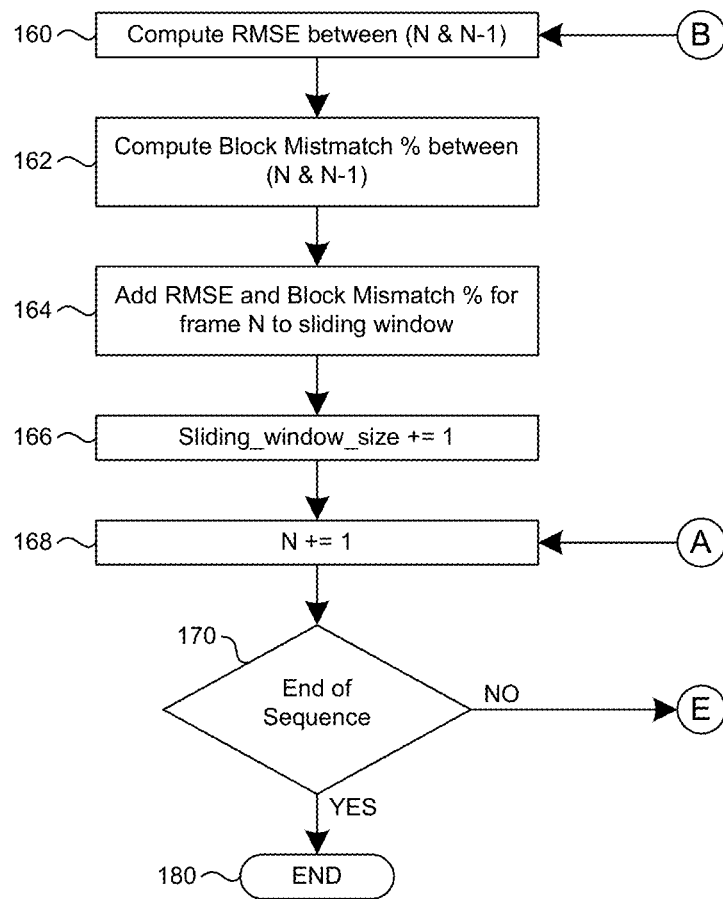 160 Compute RMSE between (N & N-1) B
162 Compute Block Mistmatch % between
(N & N-1)
164 Add RMSE and Block Mismatch % for
frame N to sliding window
166 Sliding_window_size += 1
168 N += 1 A
170
End of
Sequence
NO E
YES
180 END